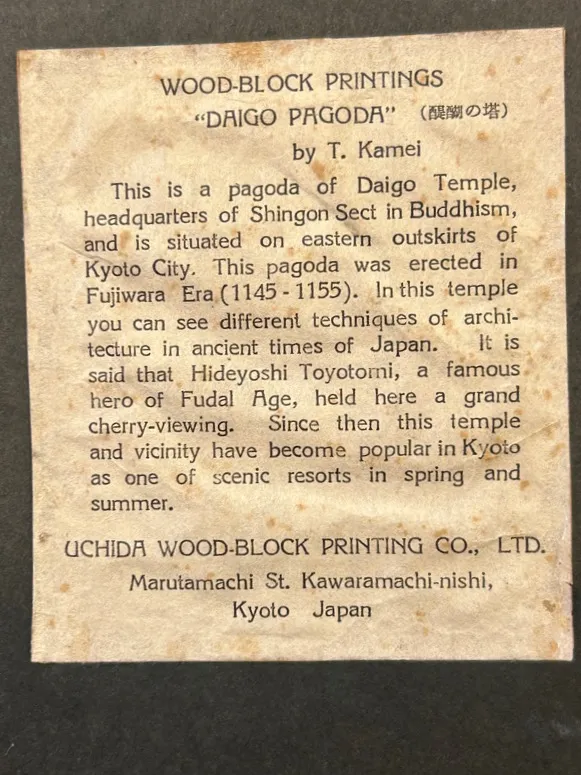 WOOD-BLOCK PRINTINGS
“DAIGO PAGODA” （醍醐の塔）
by T. Kamei
This is a pagoda of Daigo Temple,
headquarters of Shingon Sect in Buddhism,
and is situated on eastern outskirts of
Kyoto City. This pagoda was erected in
Fujiwara Era (1145 - 1155). In this temple
you can see different techniques of archi-
tecture in ancient times of Japan. It is
said that Hideyoshi Toyotomi, a famous
hero of Fudal Age, held here a grand
cherry-viewing. Since then this temple
and vicinity have become popular in Kyoto
as one of scenic resorts in spring and
summer.
UCHIDA WOOD-BLOCK PRINTING CO., LTD.
Marutamachi St. Kawaramachi-nishi,
Kyoto Japan